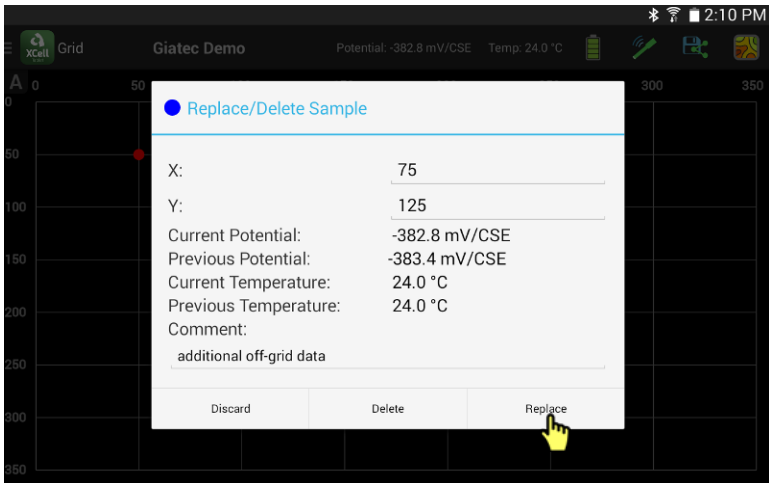 2:10 PM
XCell Grid Giatec Demo Potential: -382.8 mV/CSE Temp: 24.0 °C
A 0 50 300 350
0
Replace/Delete Sample
50
X: 75
100
Y: 125
Current Potential: -382.8 mV/CSE
150
Previous Potential: -383.4 mV/CSE
Current Temperature: 24.0 °C
200
Previous Temperature: 24.0 °C
Comment:
additional off-grid data
250
Discard Delete Replace
300
350